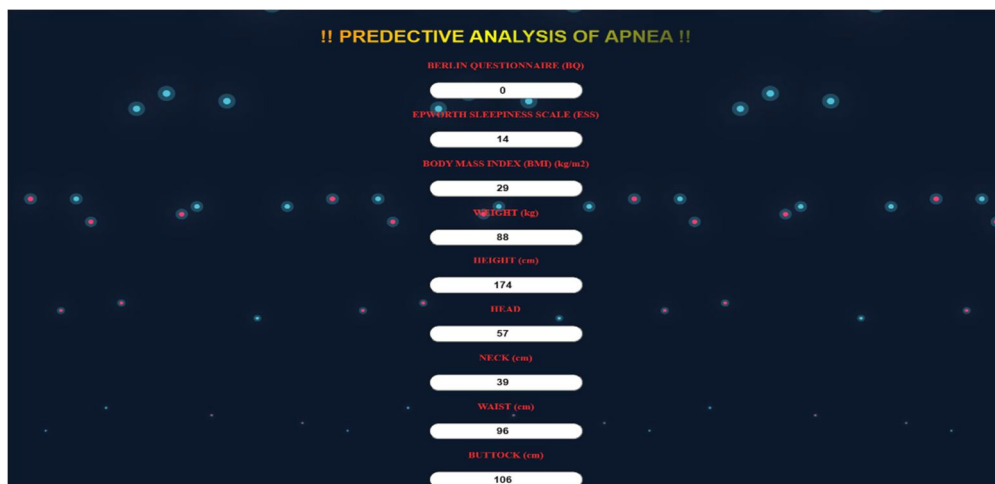 !! PREDECTIVE ANALYSIS OF APNEA !!
BERLIN QUESTIONNAIRE (BQ)
0
EPWORTH SLEEPINESS SCALE (ESS)
14
BODY MASS INDEX (BMI) (kg/m2)
29
WEIGHT (kg)
88
HEIGHT (cm)
174
HEAD
57
NECK (cm)
39
WAIST (cm)
96
BUTTOCK (cm)
106